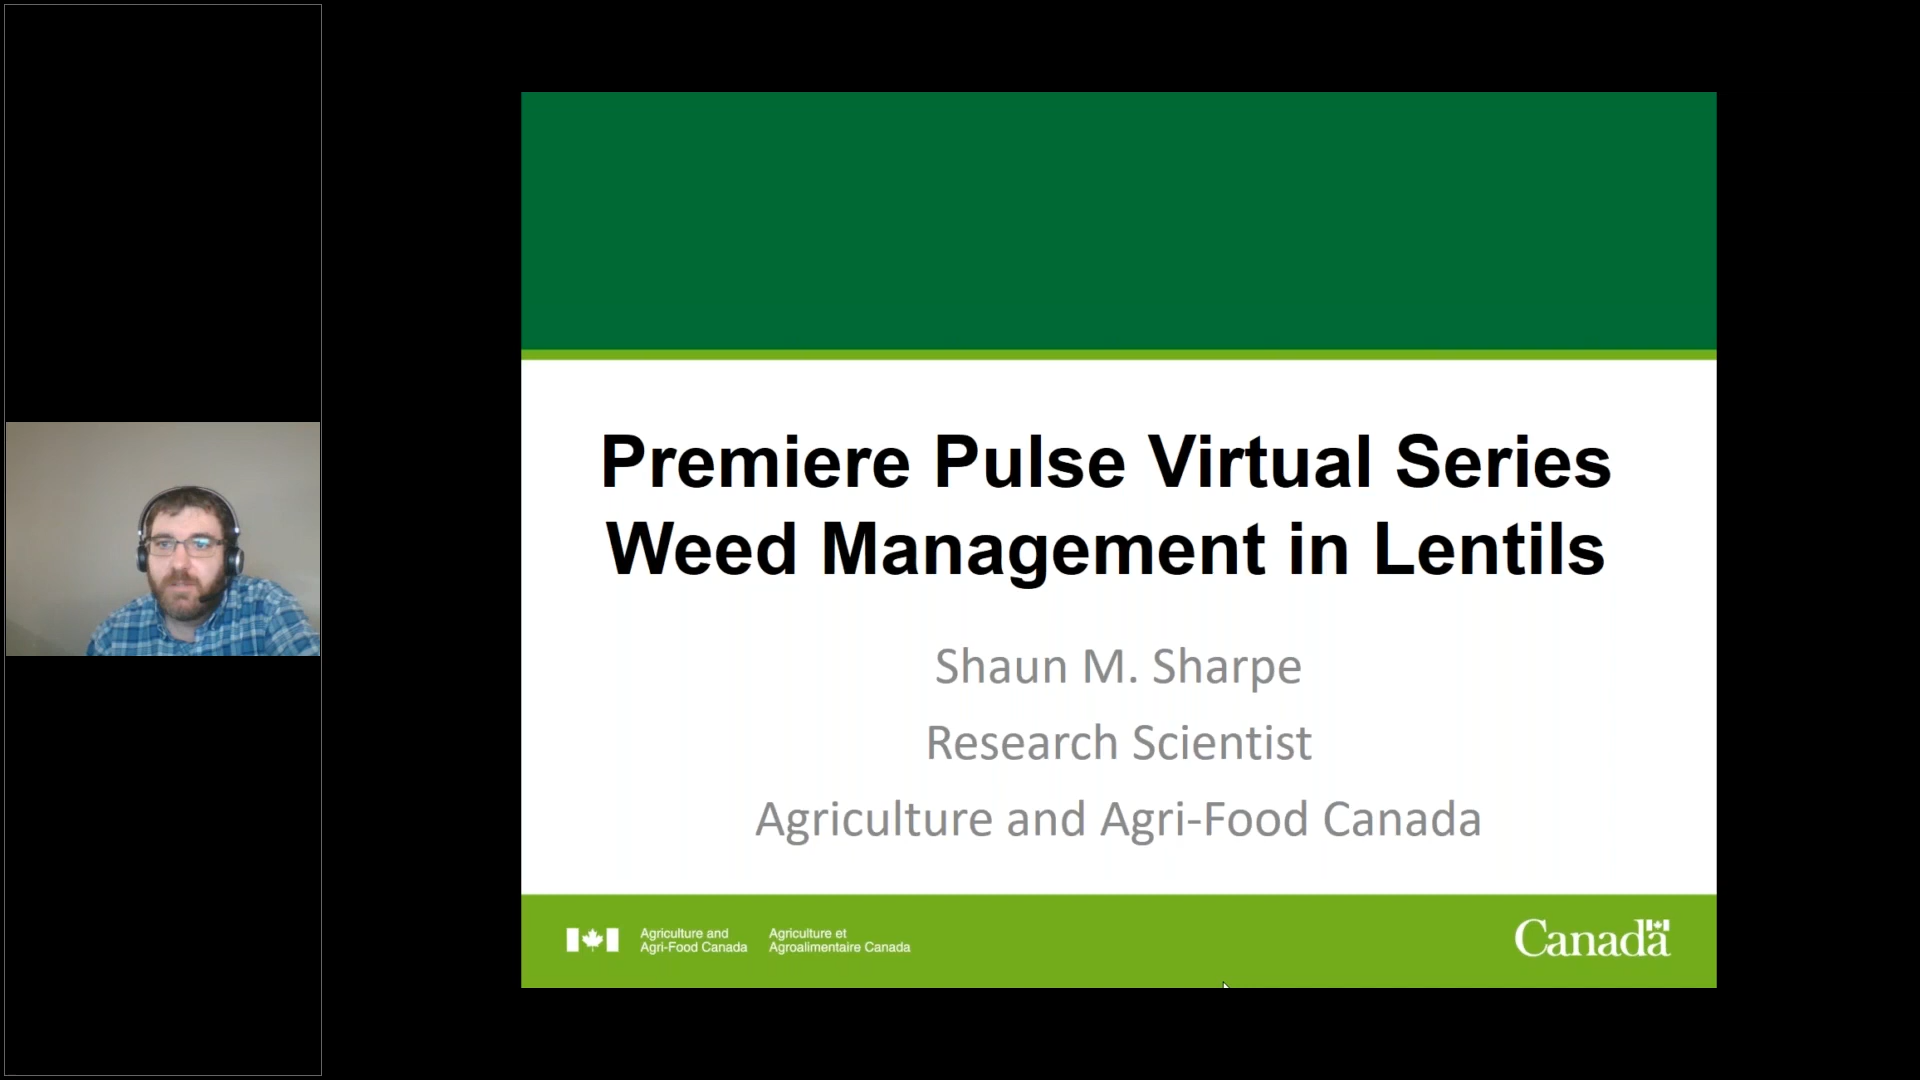 Premiere Pulse Virtual Series
Weed Management in Lentils
Shaun M. Sharpe
Research Scientist
Agriculture and Agri-Food Canada
Agriculture and
Agri-Food Canada
Agriculture et
Agroalimentaire Canada
Canada